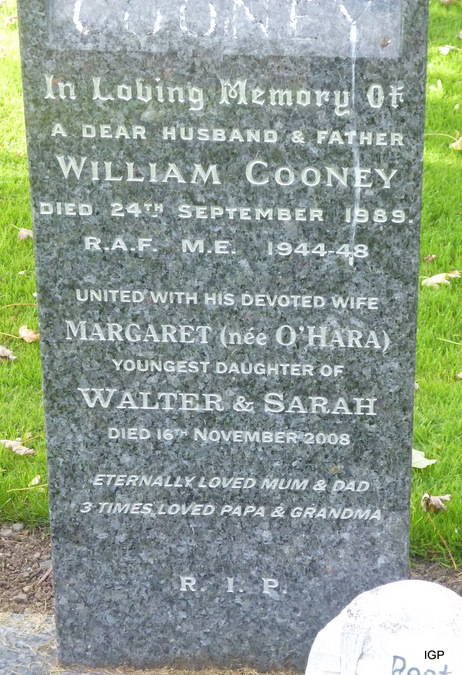 COONEY
In Loving Memory Of
A DEAR HUSBAND & FATHER
WILLIAM COONEY
DIED 24TH SEPTEMBER 1989.
R.A.F. M.E. 1944-48
UNITED WITH HIS DEVOTED WIFE
MARGARET (née O'HARA)
YOUNGEST DAUGHTER OF
WALTER & SARAH
DIED 16TH NOVEMBER 2008
ETERNALLY LOVED MUM & DAD
3 TIMES LOVED PAPA & GRANDMA
R. I. P.
IGP